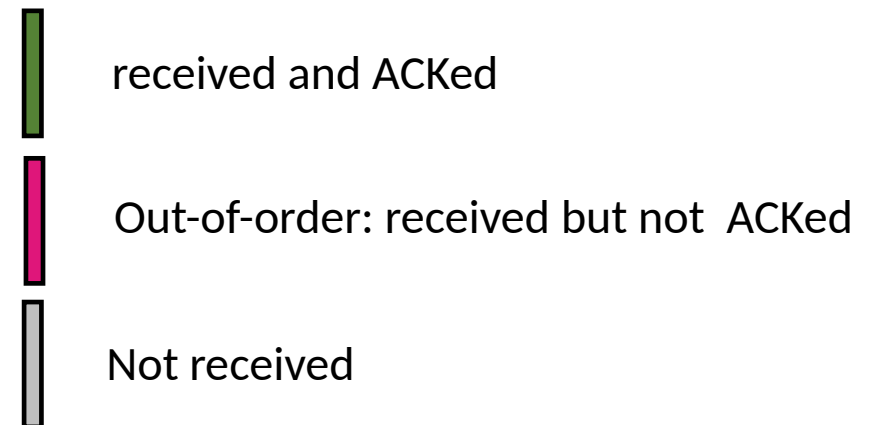 received and ACKed
Out-of-order: received but not  ACKed
Not received